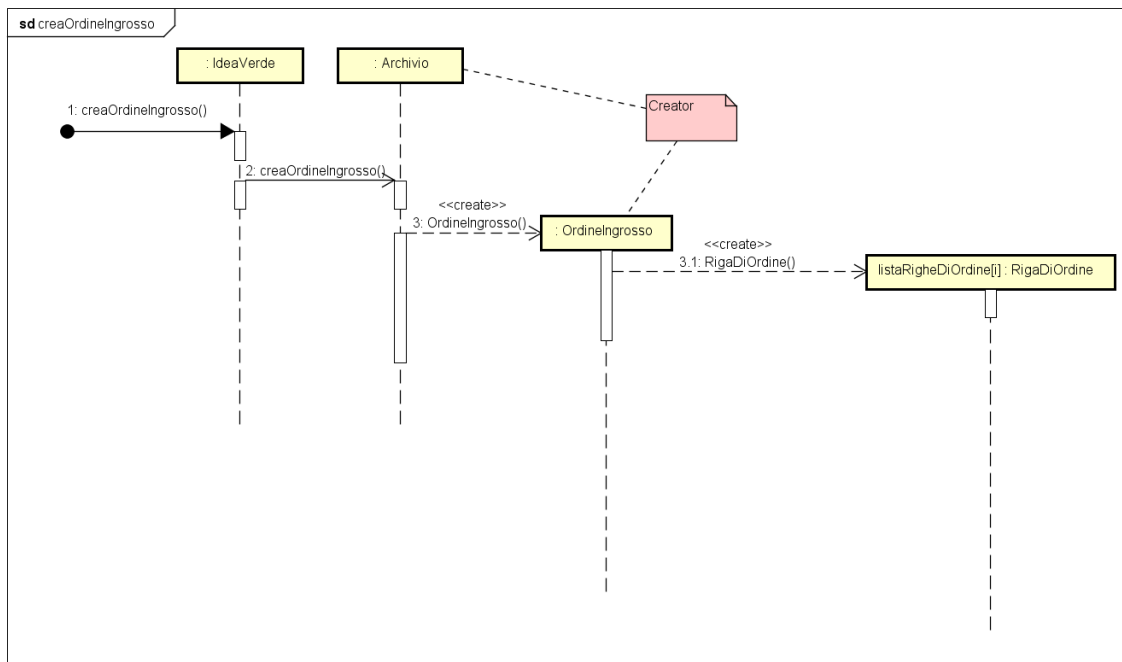 sd creaOrdineIngrosso
: IdeaVerde
: Archivio
Creator
1: creaOrdineIngrosso()
2: creaOrdineIngrosso()
<<create>>
3: OrdineIngrosso()
: OrdineIngrosso
<<create>>
3.1: RigaDiOrdine()
listaRigheDiOrdine[i] : RigaDiOrdine